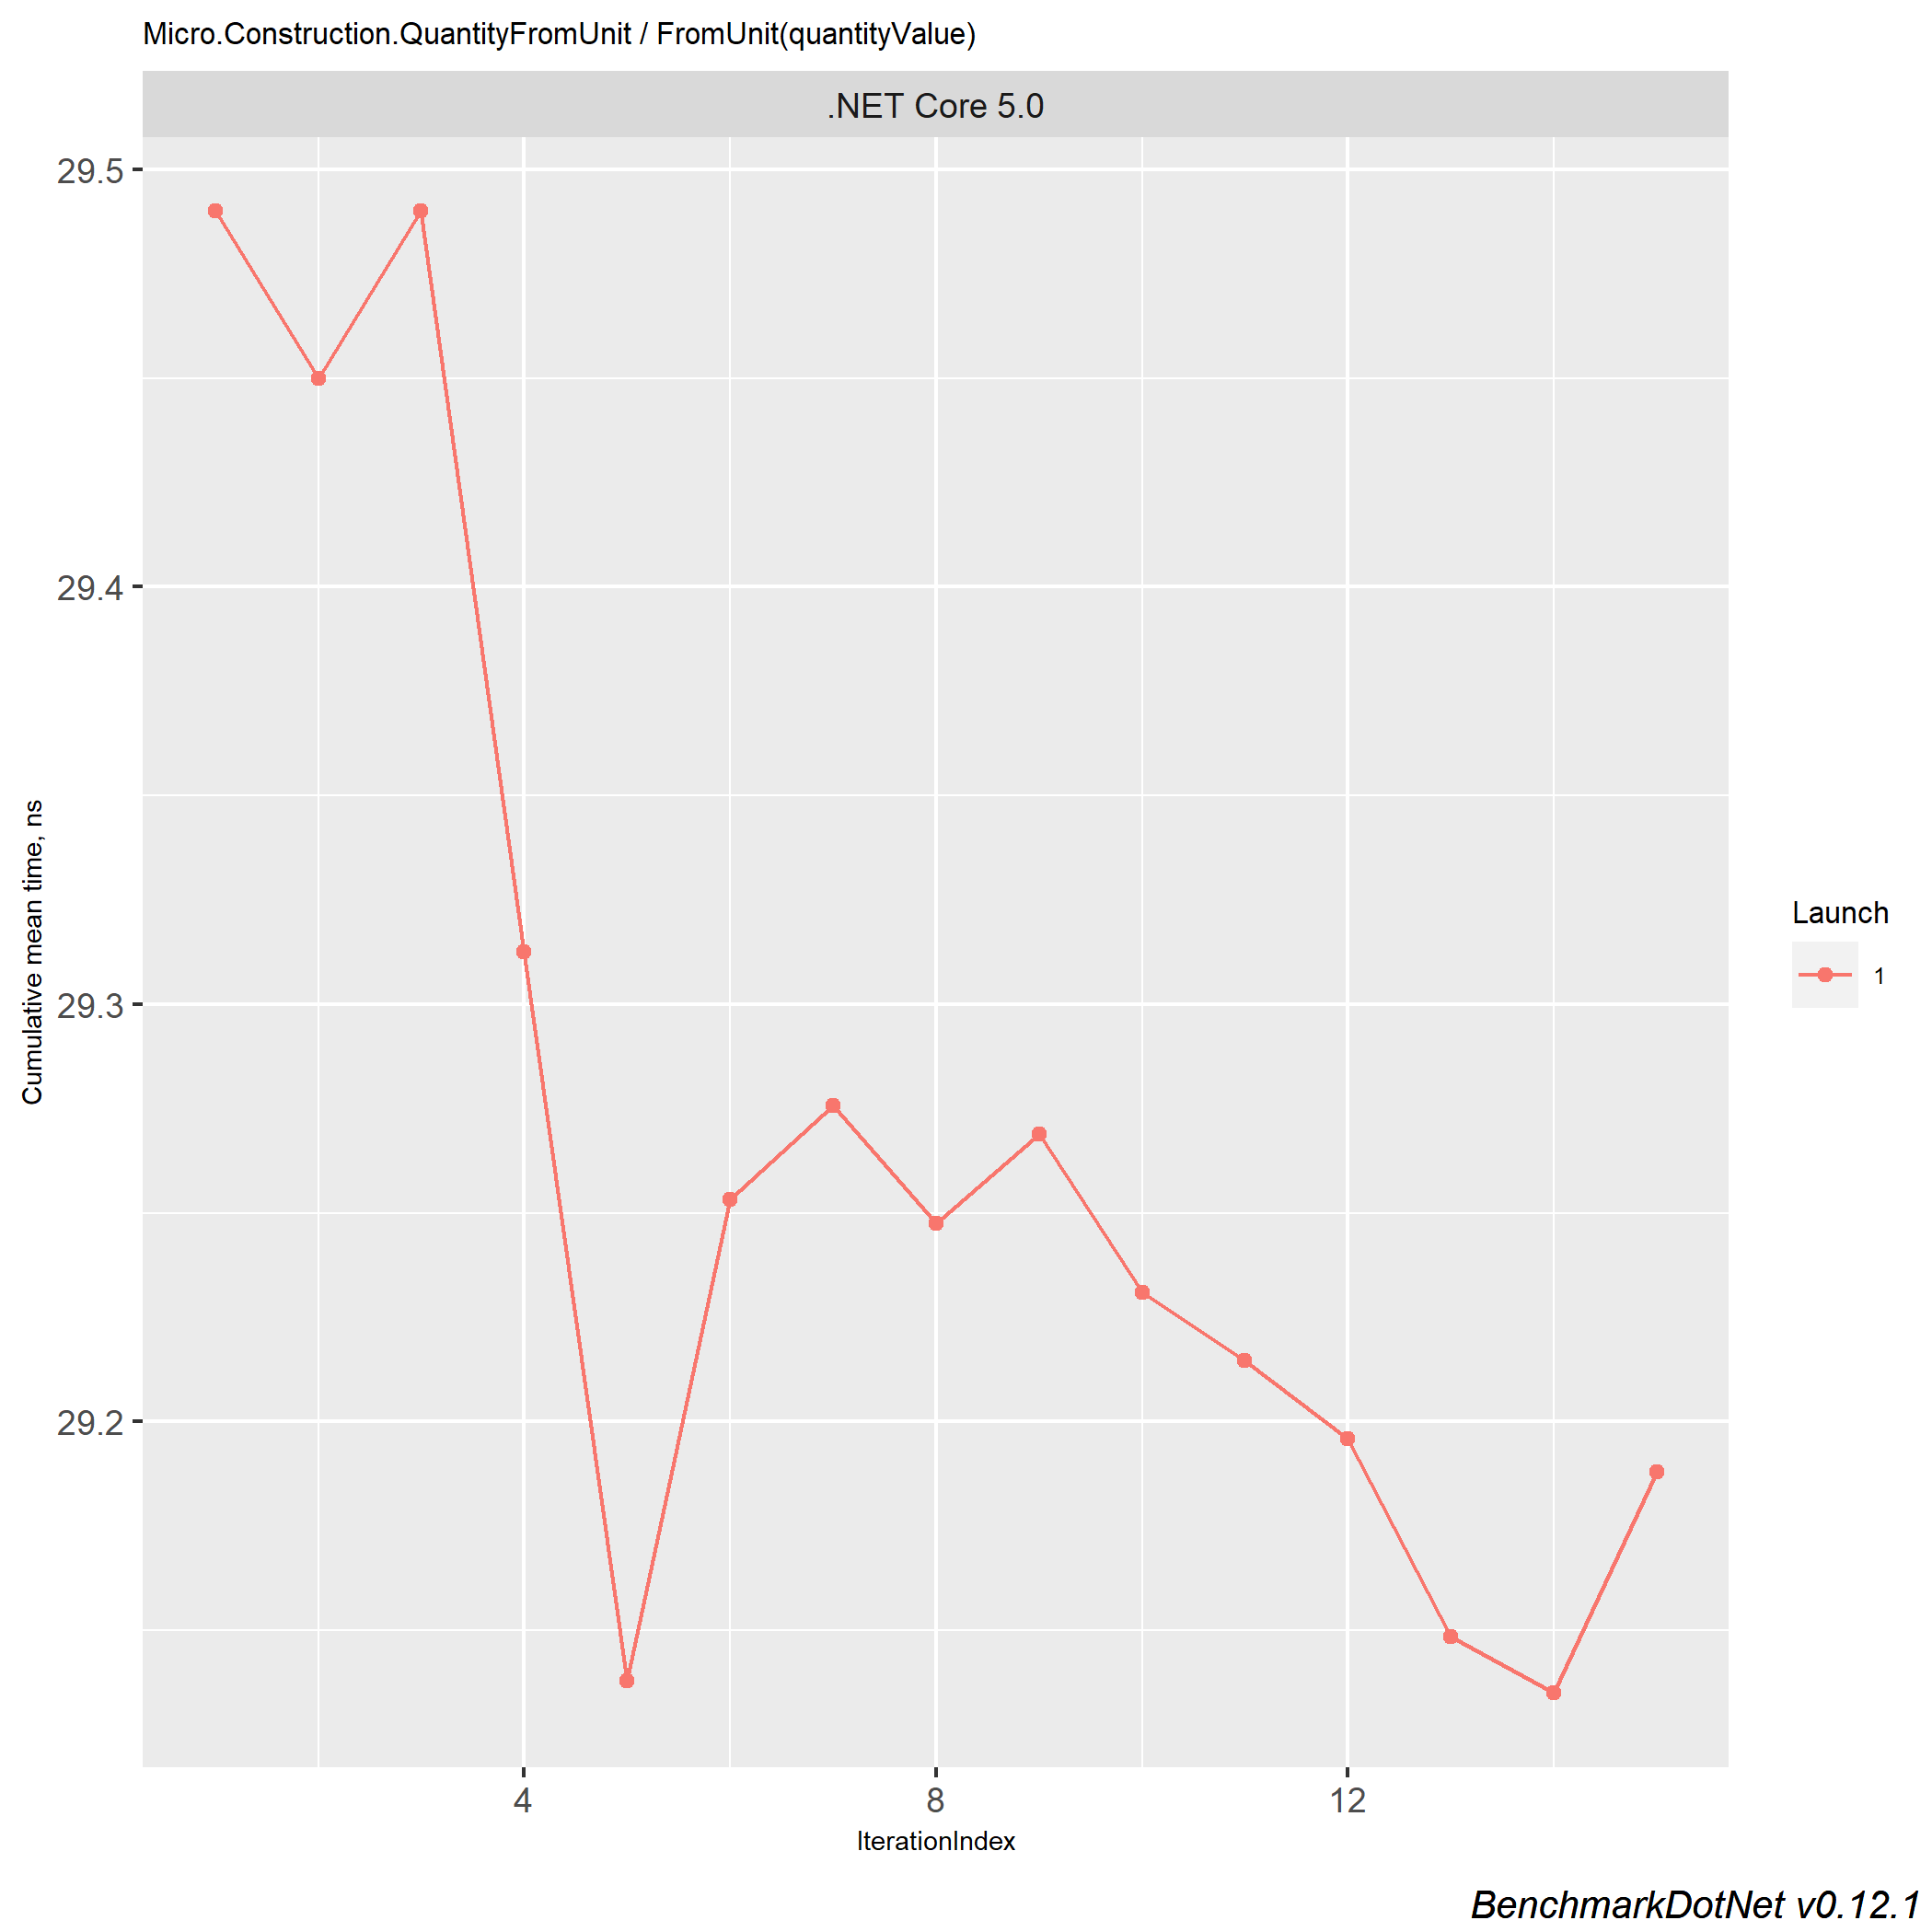 Micro.Construction.QuantityFromUnit / FromUnit(quantityValue)
.NET Core 5.0
29.5
29.4
29.3
29.2
Cumulative mean time, ns
4
8
12
IterationIndex
Launch
1
BenchmarkDotNet v0.12.1